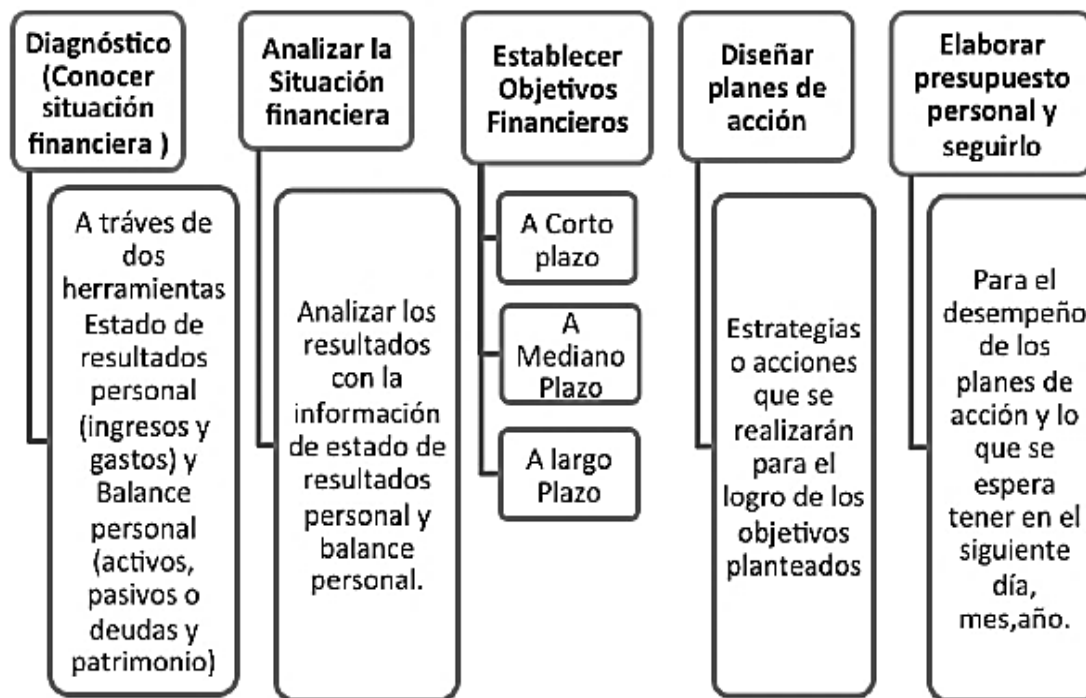 Diagnóstico
(Conocer
situación
financiera )
A tráves de
dos
herramientas
Estado de
resultados
personal
(ingresos y
gastos) y
Balance
personal
(activos,
pasivos o
deudas y
patrimonio)
Analizar la
Situación
financiera
Analizar los
resultados
con la
información
de estado de
resultados
personal y
balance
personal.
Establecer
Objetivos
Financieros
A Corto
plazo
A
Mediano
Plazo
A largo
Plazo
Diseñar
planes de
acción
Estrategias
o acciones
que se
realizarán
para el
logro de los
objetivos
planteados
Elaborar
presupuesto
personal y
seguirlo
Para el
desempeño
de los
planes de
acción y lo
que se
espera
tener en el
siguiente
día,
mes,año.